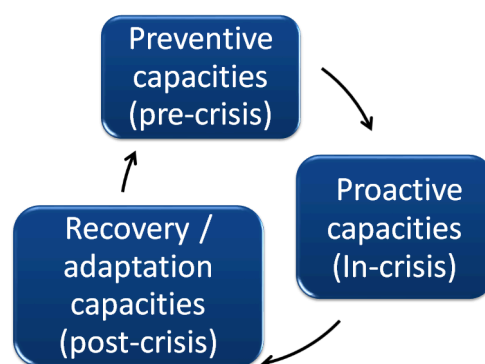 Preventive
capacities
(pre-crisis)
Proactive
capacities
(In-crisis)
Recovery /
adaptation
capacities
(post-crisis)